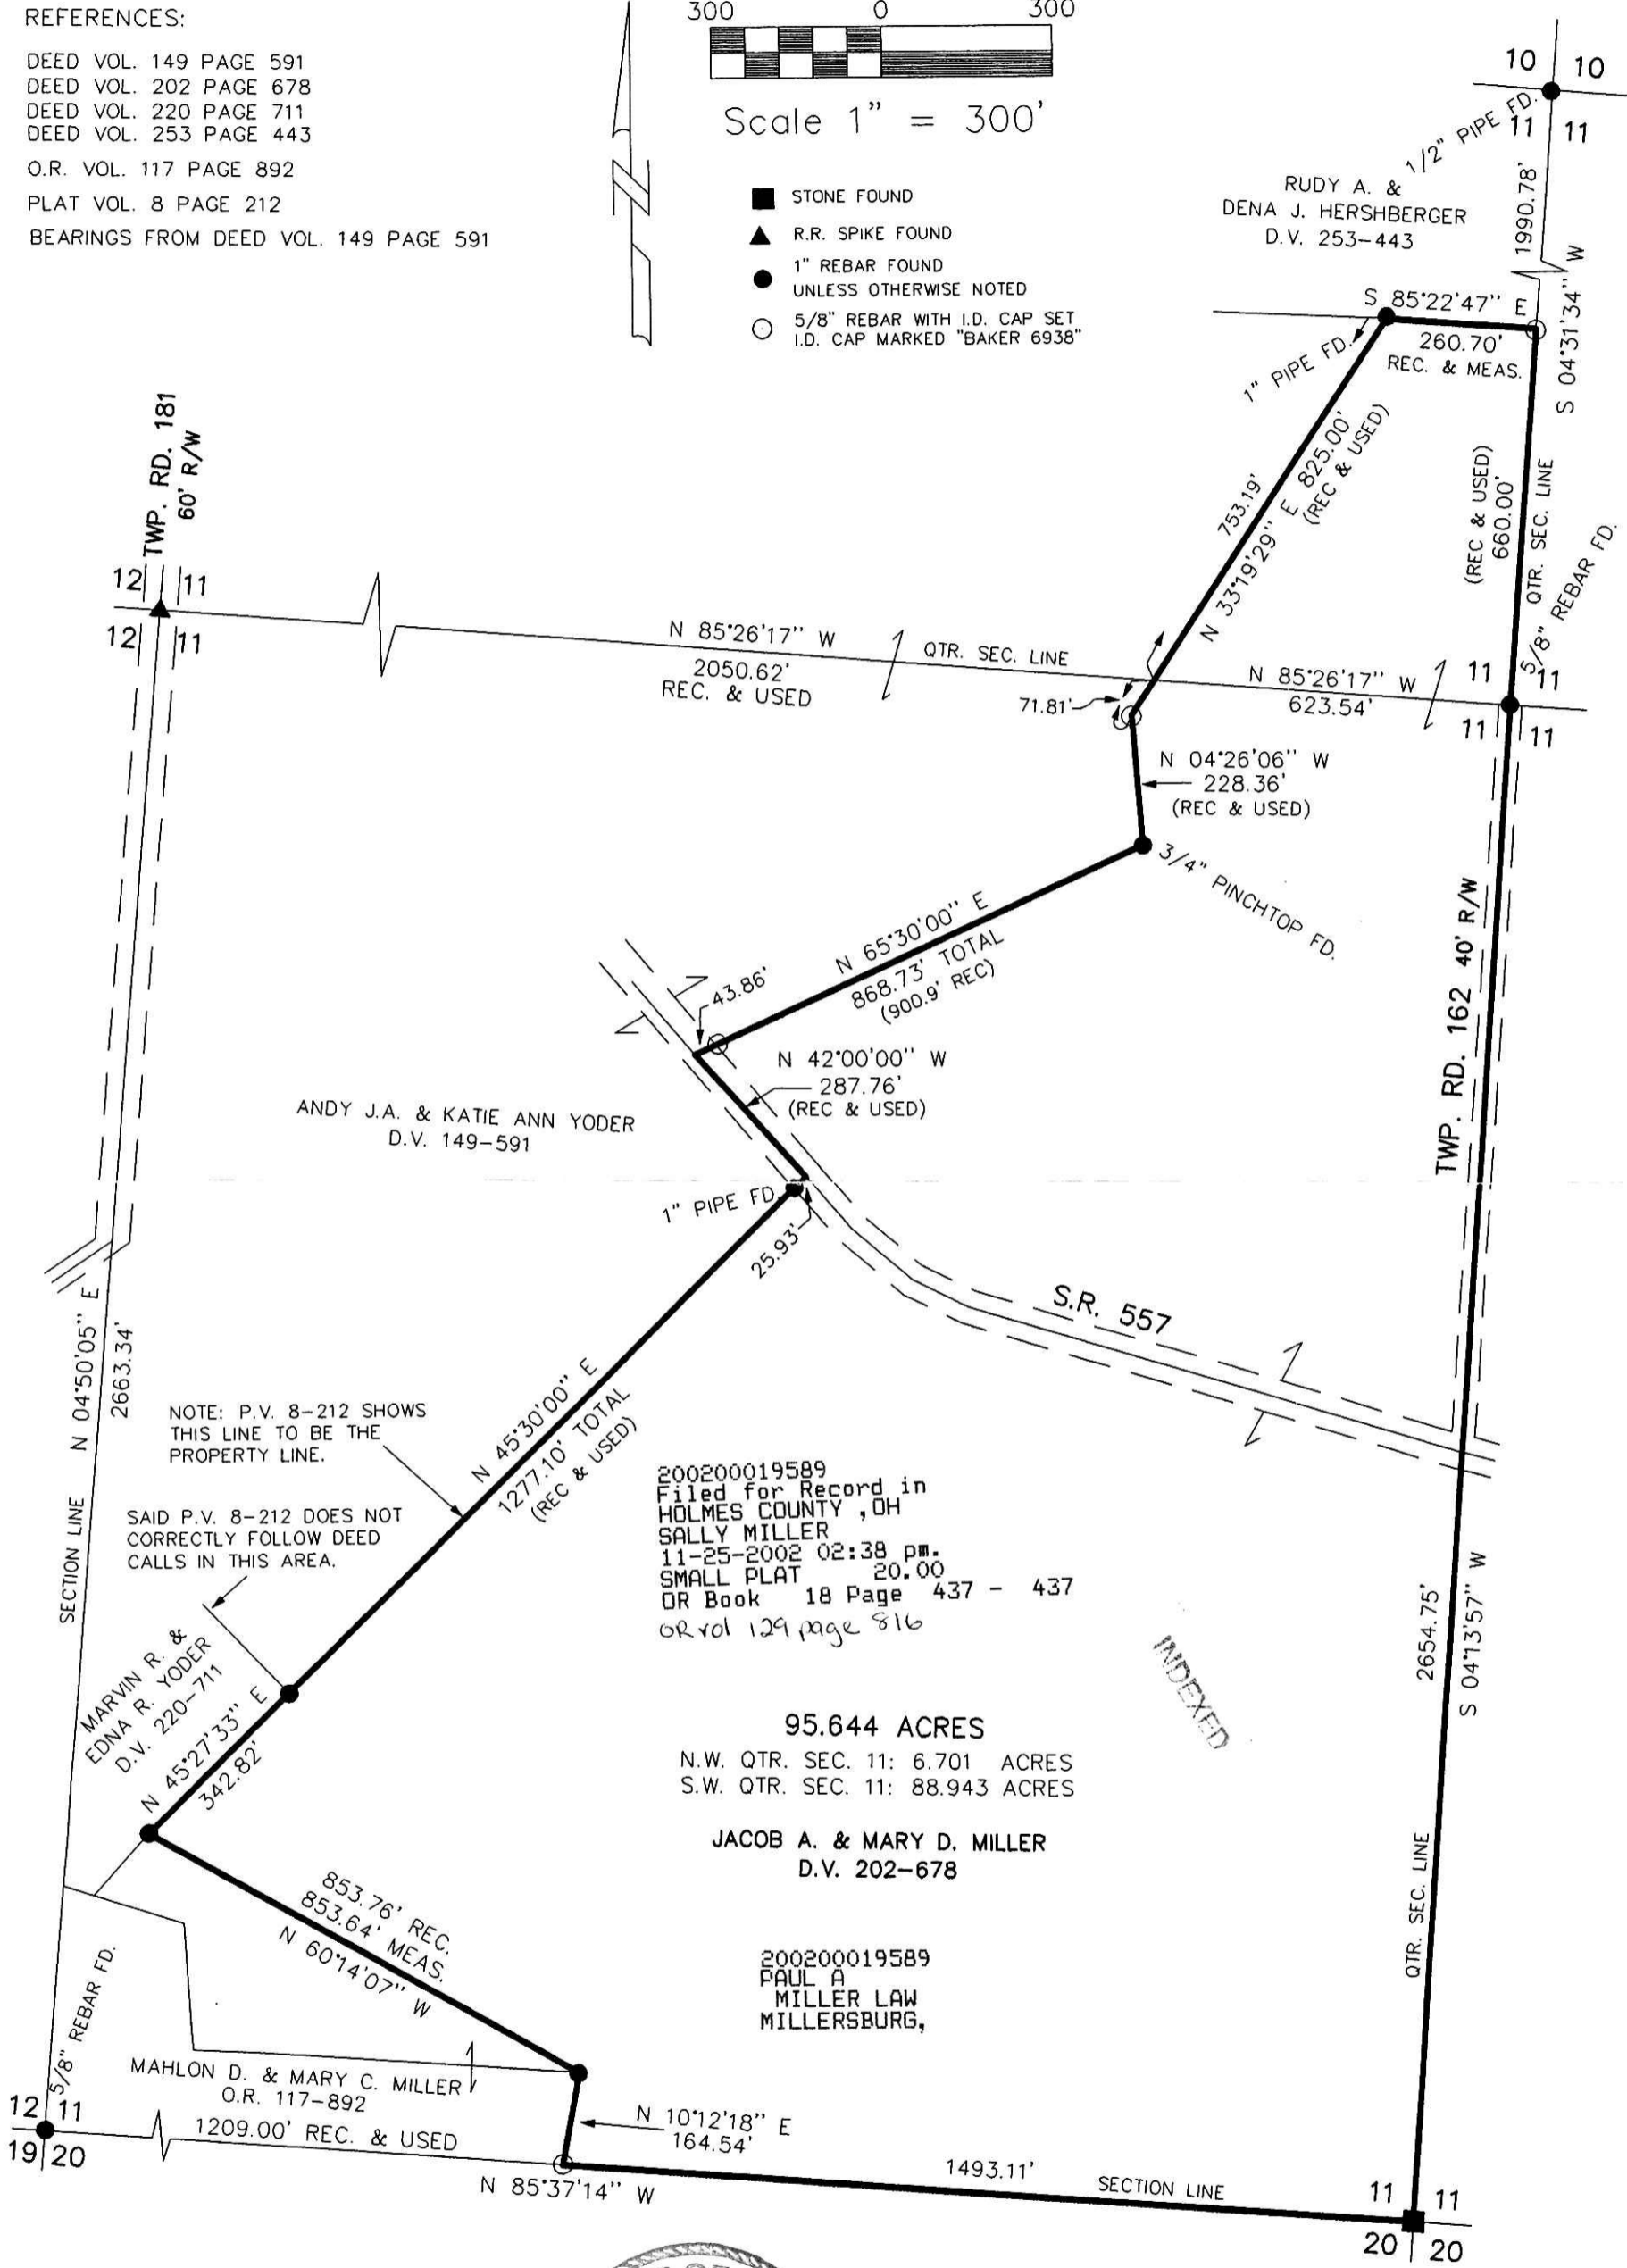 REFERENCES:
DEED VOL. 149 PAGE 591
DEED VOL. 202 PAGE 678
DEED VOL. 220 PAGE 711
DEED VOL. 253 PAGE 443
O.R. VOL. 117 PAGE 892
PLAT VOL. 8 PAGE 212
BEARINGS FROM DEED VOL. 149 PAGE 591
300 0 300
Scale 1" = 300'
STONE FOUND
R.R. SPIKE FOUND
1" REBAR FOUND
UNLESS OTHERWISE NOTED
5/8" REBAR WITH I.D. CAP SET
I.D. CAP MARKED "BAKER 6938"
10 10
11 11
1/2" PIPE FD.
RUDY A. &
DENA J. HERSHBERGER
D.V. 253-443
1990.78'
S 04°31'34" W
S 85°22'47" E
260.70'
REC. & MEAS.
1" PIPE FD.
753.19'
N 33°19'29" E 825.00'
(REC & USED)
(REC & USED)
660.00'
QTR. SEC. LINE
5/8" REBAR FD.
TWP. RD. 181
60' R/W
12 11
12 11
N 85°26'17" W
2050.62'
REC. & USED
QTR. SEC. LINE
71.81'
N 85°26'17" W
623.54'
11 11
11 11
N 04°26'06" W
228.36'
(REC & USED)
3/4" PINCHTOP FD.
N 65°30'00" E
868.73' TOTAL
(900.9' REC)
43.86'
N 42°00'00" W
287.76'
(REC & USED)
TWP. RD. 162 40' R/W
ANDY J.A. & KATIE ANN YODER
D.V. 149-591
1" PIPE FD.
25.93'
S.R. 557
SECTION LINE N 04°50'05" E
2663.34'
N 45°30'00" E
1277.10' TOTAL
(REC & USED)
NOTE: P.V. 8-212 SHOWS
THIS LINE TO BE THE
PROPERTY LINE.
SAID P.V. 8-212 DOES NOT
CORRECTLY FOLLOW DEED
CALLS IN THIS AREA.
200200019589
Filed for Record in
HOLMES COUNTY ,OH
SALLY MILLER
11-25-2002 02:38 pm.
SMALL PLAT 20.00
OR Book 18 Page 437 - 437
OR vol 129 page 816
INDEXED
MARVIN R. &
EDNA R. YODER
D.V. 220-711
N 45°27'33" E
342.82'
2654.75'
S 04°13'57" W
QTR. SEC. LINE
95.644 ACRES
N.W. QTR. SEC. 11: 6.701 ACRES
S.W. QTR. SEC. 11: 88.943 ACRES
JACOB A. & MARY D. MILLER
D.V. 202-678
853.76' REC.
853.64' MEAS.
N 60°14'07" W
200200019589
PAUL A
MILLER LAW
MILLERSBURG,
5/8" REBAR FD.
MAHLON D. & MARY C. MILLER
O.R. 117-892
12 11
19 20
1209.00' REC. & USED
N 10°12'18" E
164.54'
N 85°37'14" W
1493.11'
SECTION LINE
11 11
20 20